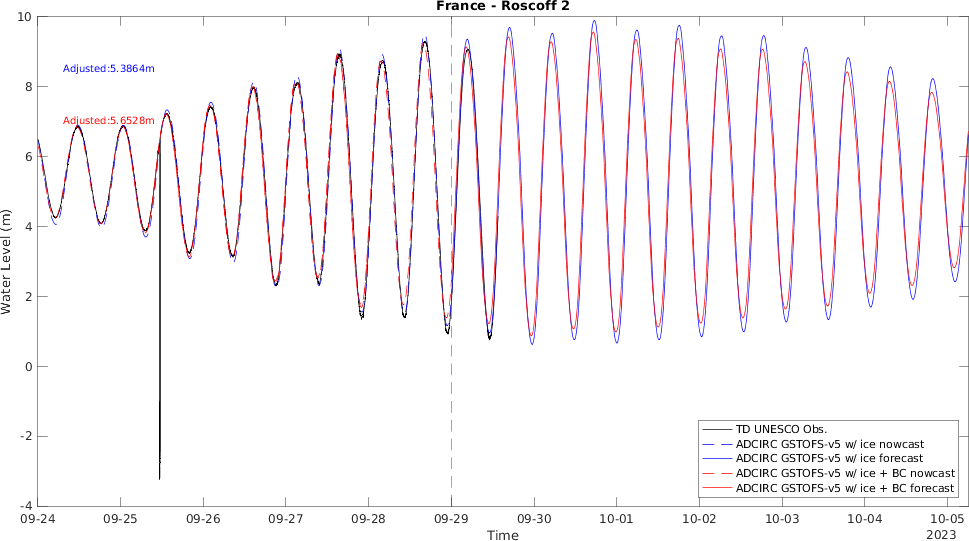 France - Roscoff 2
10
8
6
4
2
0
-2
-4
Water Level (m)
Adjusted:5.3864m
Adjusted:5.6528m
TD UNESCO Obs.
ADCIRC GSTOFS-v5 w/ ice nowcast
ADCIRC GSTOFS-v5 w/ ice forecast
ADCIRC GSTOFS-v5 w/ ice + BC nowcast
ADCIRC GSTOFS-v5 w/ ice + BC forecast
09-24 09-25 09-26 09-27 09-28 09-29 09-30 10-01 10-02 10-03 10-04 10-05
Time
2023